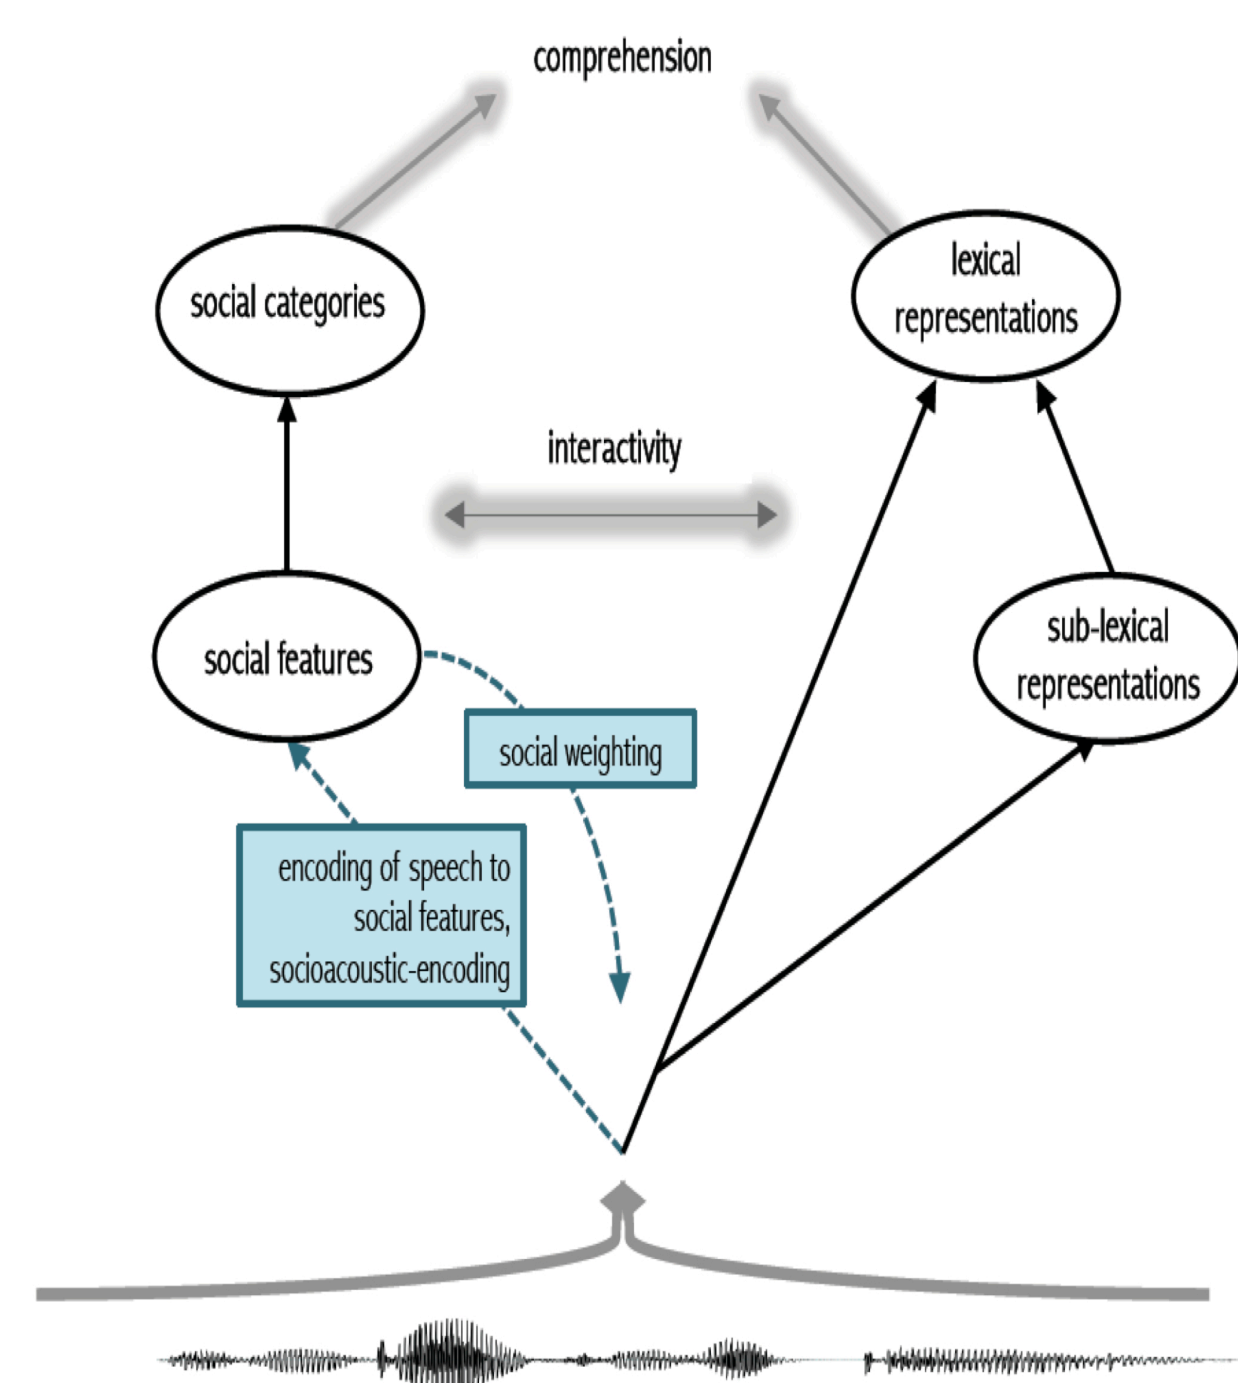 comprehension
social categories
lexical
representations
interactivity
social features
sub-lexical
representations
social weighting
encoding of speech to
social features,
socioacoustic-encoding